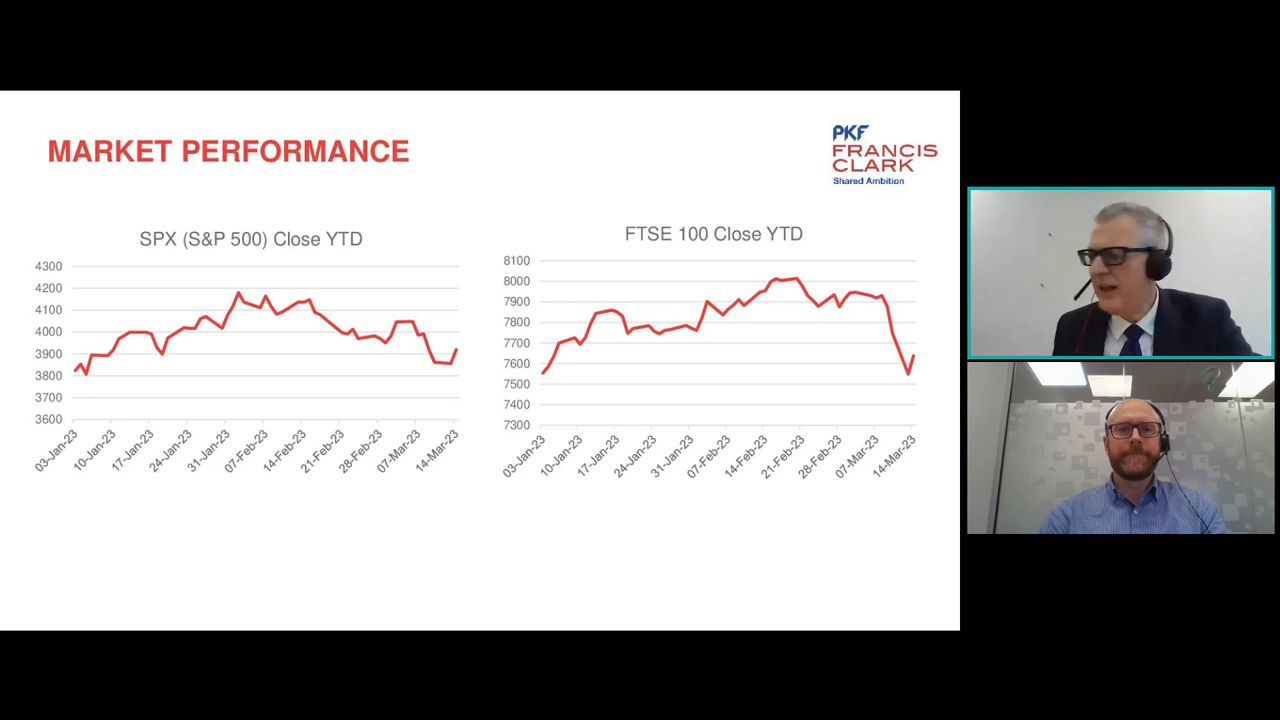 MARKET PERFORMANCE
PKF
FRANCIS
CLARK
Shared Ambition
SPX (S&P 500) Close YTD
4300
4200
4100
4000
3900
3800
3700
3600
03-Jan-23
10-Jan-23
17-Jan-23
24-Jan-23
31-Jan-23
07-Feb-23
14-Feb-23
21-Feb-23
28-Feb-23
07-Mar-23
14-Mar-23
FTSE 100 Close YTD
8100
8000
7900
7800
7700
7600
7500
7400
7300
03-Jan-23
10-Jan-23
17-Jan-23
24-Jan-23
31-Jan-23
07-Feb-23
14-Feb-23
21-Feb-23
28-Feb-23
07-Mar-23
14-Mar-23